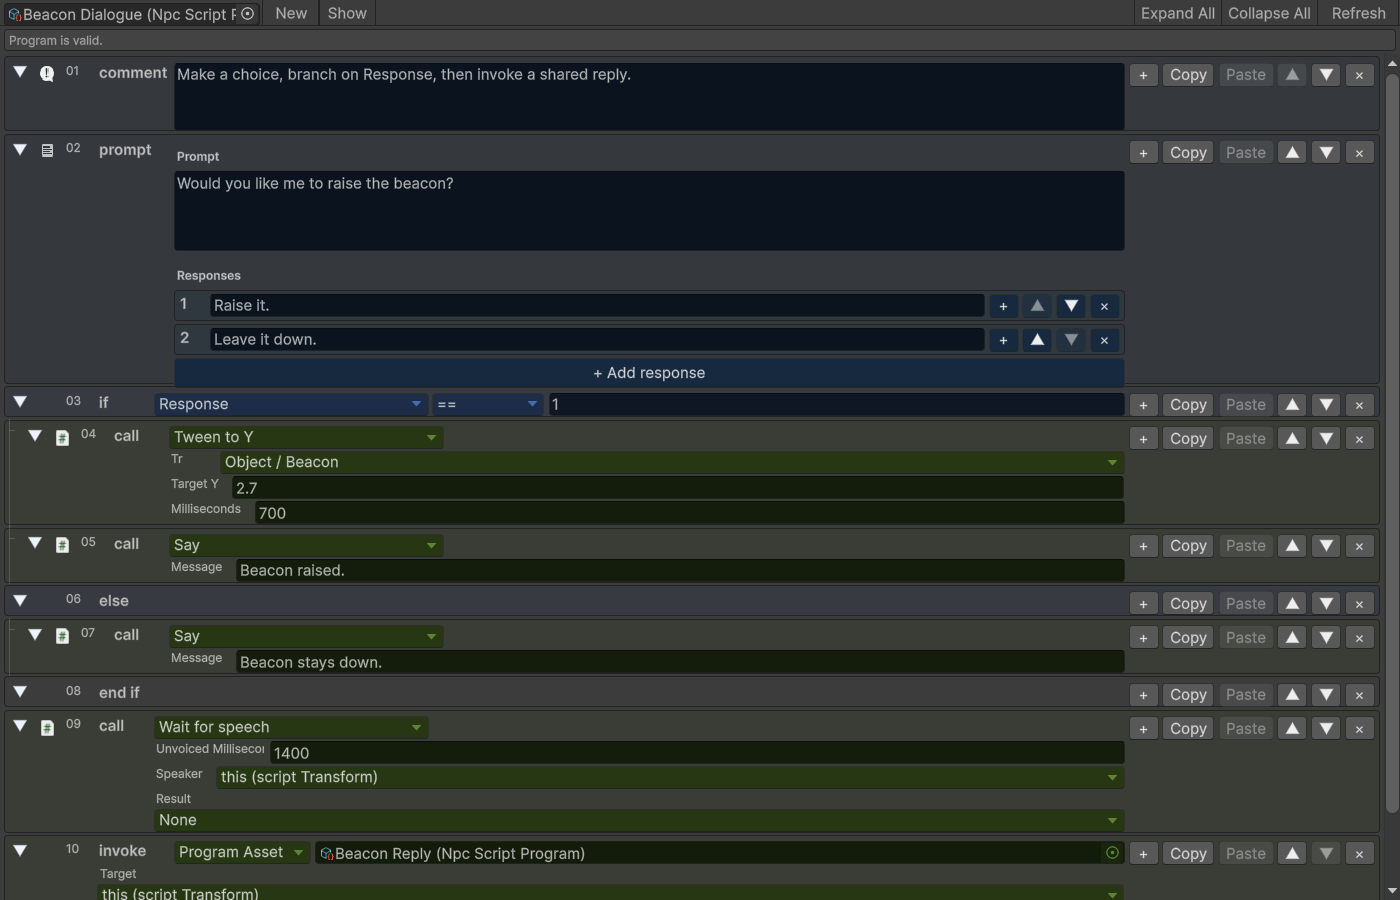 Beacon Dialogue (Npc Script P New Show Expand All Collapse All Refresh
Program is valid.
01 comment Make a choice, branch on Response, then invoke a shared reply. + Copy Paste ×
02 prompt Prompt + Copy Paste ×
Would you like me to raise the beacon?
Responses
1 Raise it. + ×
2 Leave it down. + ×
+ Add response
03 if Response == 1 + Copy Paste ×
04 call Tween to Y + Copy Paste ×
Tr Object / Beacon
Target Y 2.7
Milliseconds 700
05 call Say + Copy Paste ×
Message Beacon raised.
06 else + Copy Paste ×
07 call Say + Copy Paste ×
Message Beacon stays down.
08 end if + Copy Paste ×
09 call Wait for speech + Copy Paste ×
Unvoiced Millisecor 1400
Speaker this (script Transform)
Result
None
10 invoke Program Asset Beacon Reply (Npc Script Program) + Copy Paste ×
Target
this (script Transform)